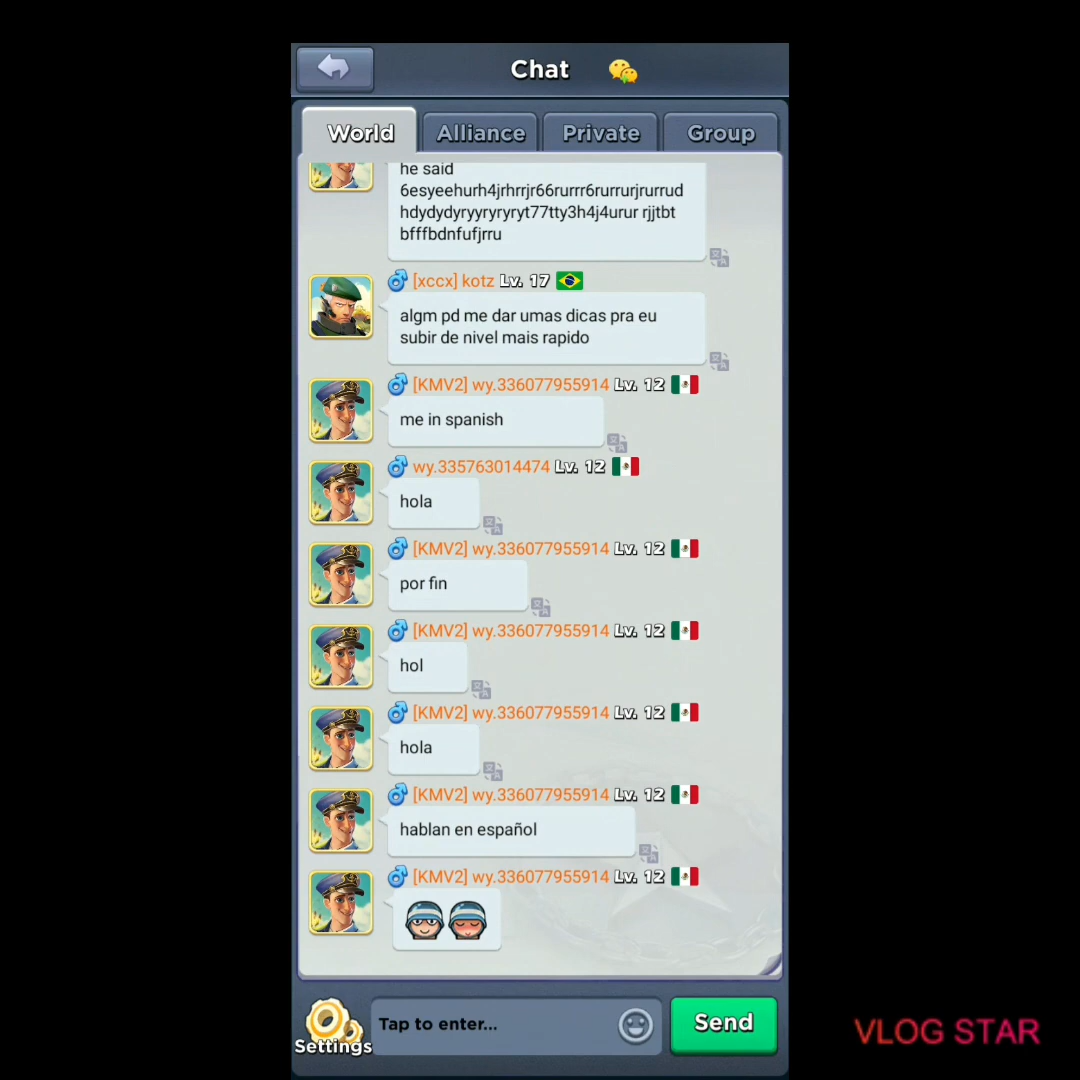 Chat
World
Alliance
Private
Group
he said
6esyeehurh4jrhrrjr66rurrr6rurrurjrurrud
hdydydyryyryryryt77tty3h4j4urur rjjtbt
bfffbdnfufjrru
[xccx] kotz Lv. 17
algm pd me dar umas dicas pra eu
subir de nivel mais rapido
[KMV2] wy.336077955914 Lv. 12
me in spanish
wy.335763014474 Lv. 12
hola
[KMV2] wy.336077955914 Lv. 12
por fin
[KMV2] wy.336077955914 Lv. 12
hol
[KMV2] wy.336077955914 Lv. 12
hola
[KMV2] wy.336077955914 Lv. 12
hablan en español
[KMV2] wy.336077955914 Lv. 12
Settings
Tap to enter...
Send
VLOG STAR